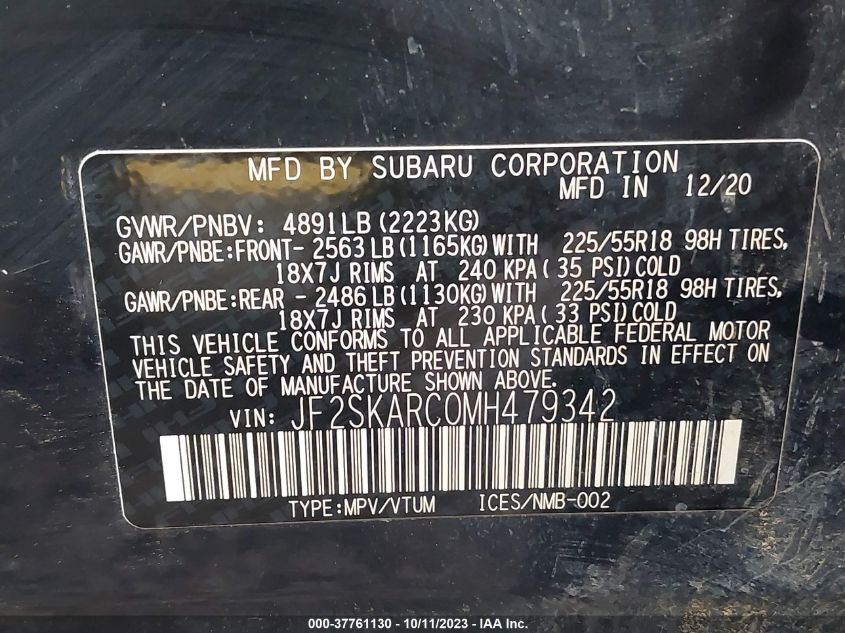 MFD BY SUBARU CORPORATION
MFD IN 12/20
GVWR/PNBV: 4891LB (2223KG)
GAWR/PNBE:FRONT- 2563 LB (1165KG) WITH 225/55R18 98H TIRES,
18X7J RIMS AT 240 KPA ( 35 PSI) COLD
GAWR/PNBE:REAR - 2486 LB (1130KG) WITH 225/55R18 98H TIRES,
18X7J RIMS AT 230 KPA ( 33 PSI) COLD
THIS VEHICLE CONFORMS TO ALL APPLICABLE FEDERAL MOTOR
VEHICLE SAFETY AND THEFT PREVENTION STANDARDS IN EFFECT ON
THE DATE OF MANUFACTURE SHOWN ABOVE.
VIN: JF2SKARC0MH479342
TYPE:MPV/VTUM ICES/NMB-002
000-37761130 - 10/11/2023 - IAA Inc.